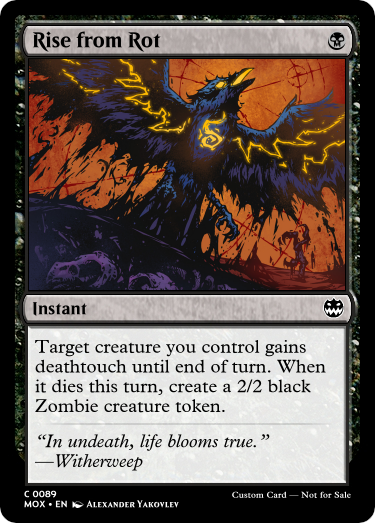 Rise from Rot
Instant
Target creature you control gains
deathtouch until end of turn. When
it dies this turn, create a 2/2 black
Zombie creature token.
“In undeath, life blooms true.”
—Witherweep
C 0089
MOX • EN Alexander Yakovlev
Custom Card — Not for Sale